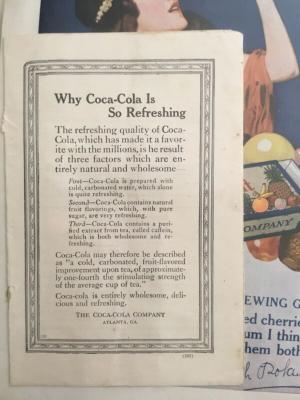 Why Coca-Cola Is
So Refreshing
The refreshing quality of Coca-
Cola, which has made it a favor-
ite with the millions, is he result
of three factors which are en-
tirely natural and wholesome—
First—Coca-Cola is prepared with
cold, carbonated water, which alone
is quite refreshing.
Second—Coca-Cola contains natural
fruit flavorings, which, with pure
sugar, are very refreshing.
Third—Coca-Cola contains a puri-
fied extract from tea, called caffein,
which is both wholesome and re-
freshing.
Coca-Cola may therefore be described
as "a cold, carbonated, fruit-flavored
improvement upon tea, of approximate-
ly one-fourth the stimulating strength
of the average cup of tea."
Coca-cola is entirely wholesome, deli-
cious and refreshing.
THE COCA-COLA COMPANY
ATLANTA, GA.
COMPANY
EWING G
ed cherrie
um I thin
hem both